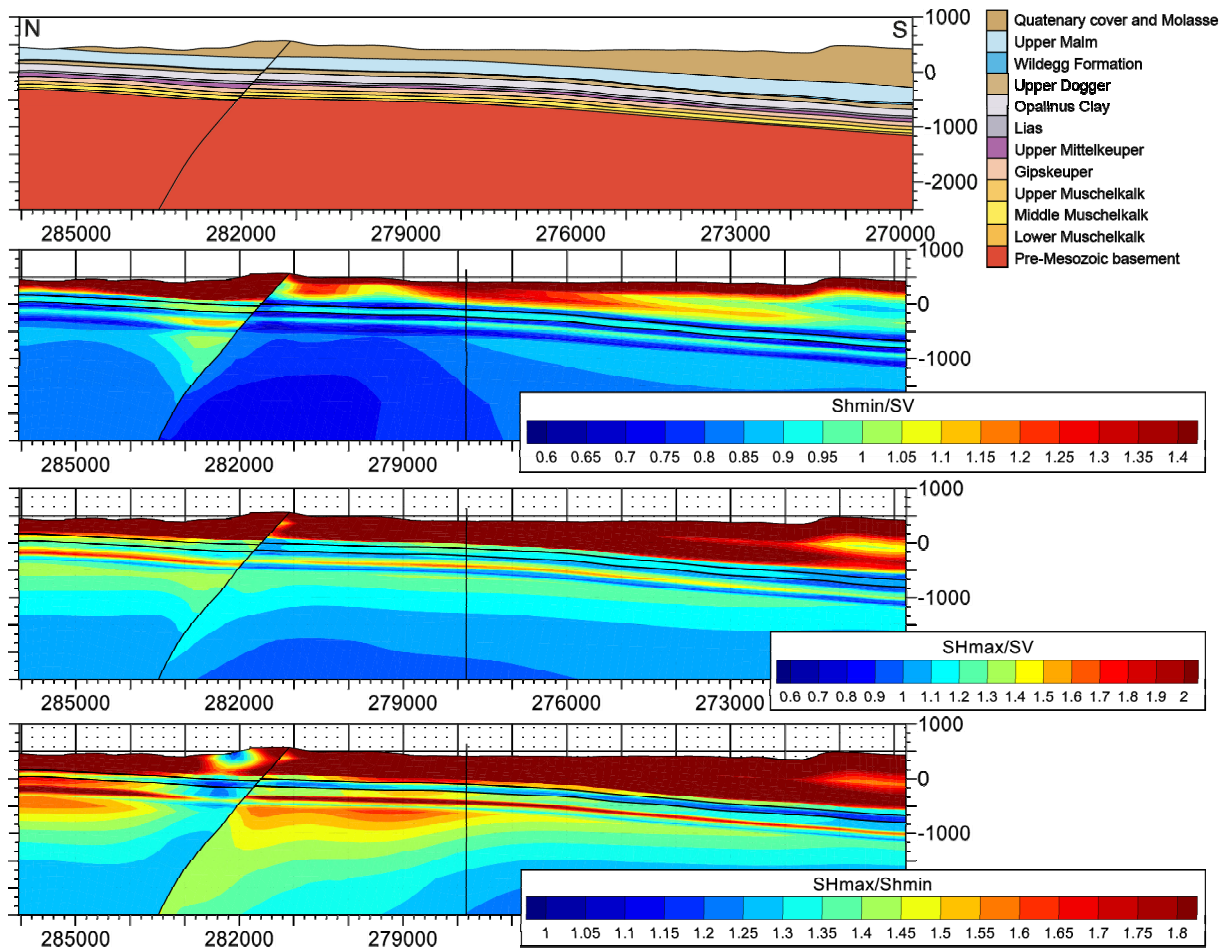 N
S
1000
0
-1000
-2000
285000 282000 279000 276000 273000 270000
Quatenary cover and Molasse
Upper Malm
Wildegg Formation
Upper Dogger
Opalinus Clay
Lias
Upper Mittelkeuper
Gipskeuper
Upper Muschelkalk
Middle Muschelkalk
Lower Muschelkalk
Pre-Mesozoic basement
1000
0
-1000
Shmin/SV
0.6 0.65 0.7 0.75 0.8 0.85 0.9 0.95 1 1.05 1.1 1.15 1.2 1.25 1.3 1.35 1.4
285000 282000 279000
1000
0
-1000
SHmax/SV
0.6 0.7 0.8 0.9 1 1.1 1.2 1.3 1.4 1.5 1.6 1.7 1.8 1.9 2
285000 282000 279000 276000 273000
1000
0
-1000
SHmax/Shmin
1 1.05 1.1 1.15 1.2 1.25 1.3 1.35 1.4 1.45 1.5 1.55 1.6 1.65 1.7 1.75 1.8
285000 282000 279000